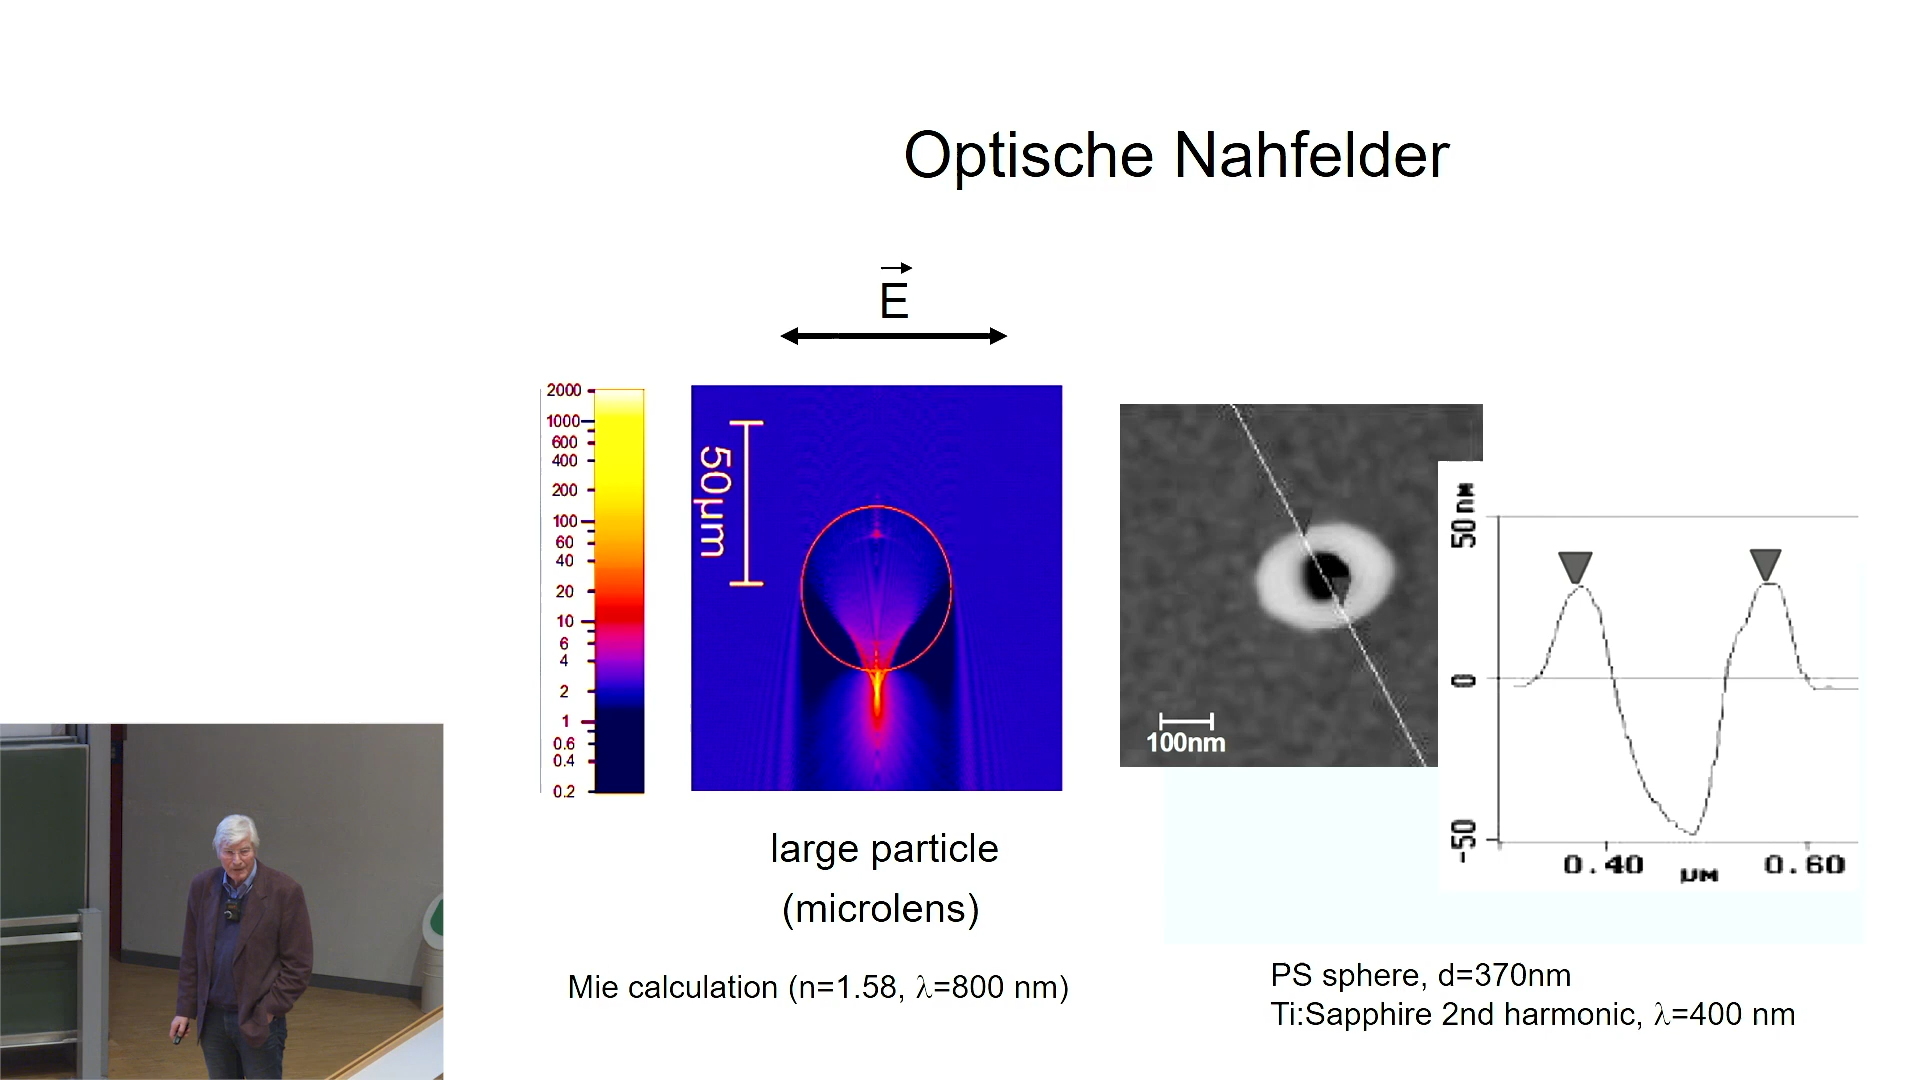 Optische Nahfelder
E
2000
1000
600
400
200
100
60
40
20
10
6
4
2
1
0.6
0.4
0.2
50µm
100nm
50 nm
0
-50
0.40
µM
0.60
large particle
(microlens)
Mie calculation (n=1.58, λ=800 nm)
PS sphere, d=370nm
Ti:Sapphire 2nd harmonic, λ=400 nm